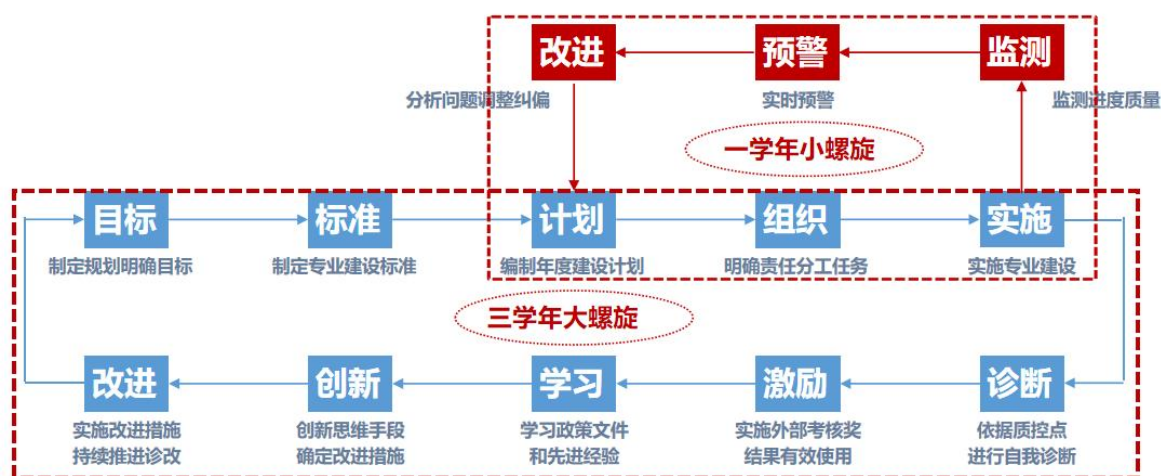 改进
预警
监测
分析问题调整纠偏
实时预警
监测进度质量
一学年小螺旋
目标
标准
计划
组织
实施
制定规划明确目标
制定专业建设标准
编制年度建设计划
明确责任分工任务
实施专业建设
三学年大螺旋
改进
创新
学习
激励
诊断
实施改进措施
持续推进诊改
创新思维手段
确定改进措施
学习政策文件
和先进经验
实施外部考核奖
结果有效使用
依据质控点
进行自我诊断